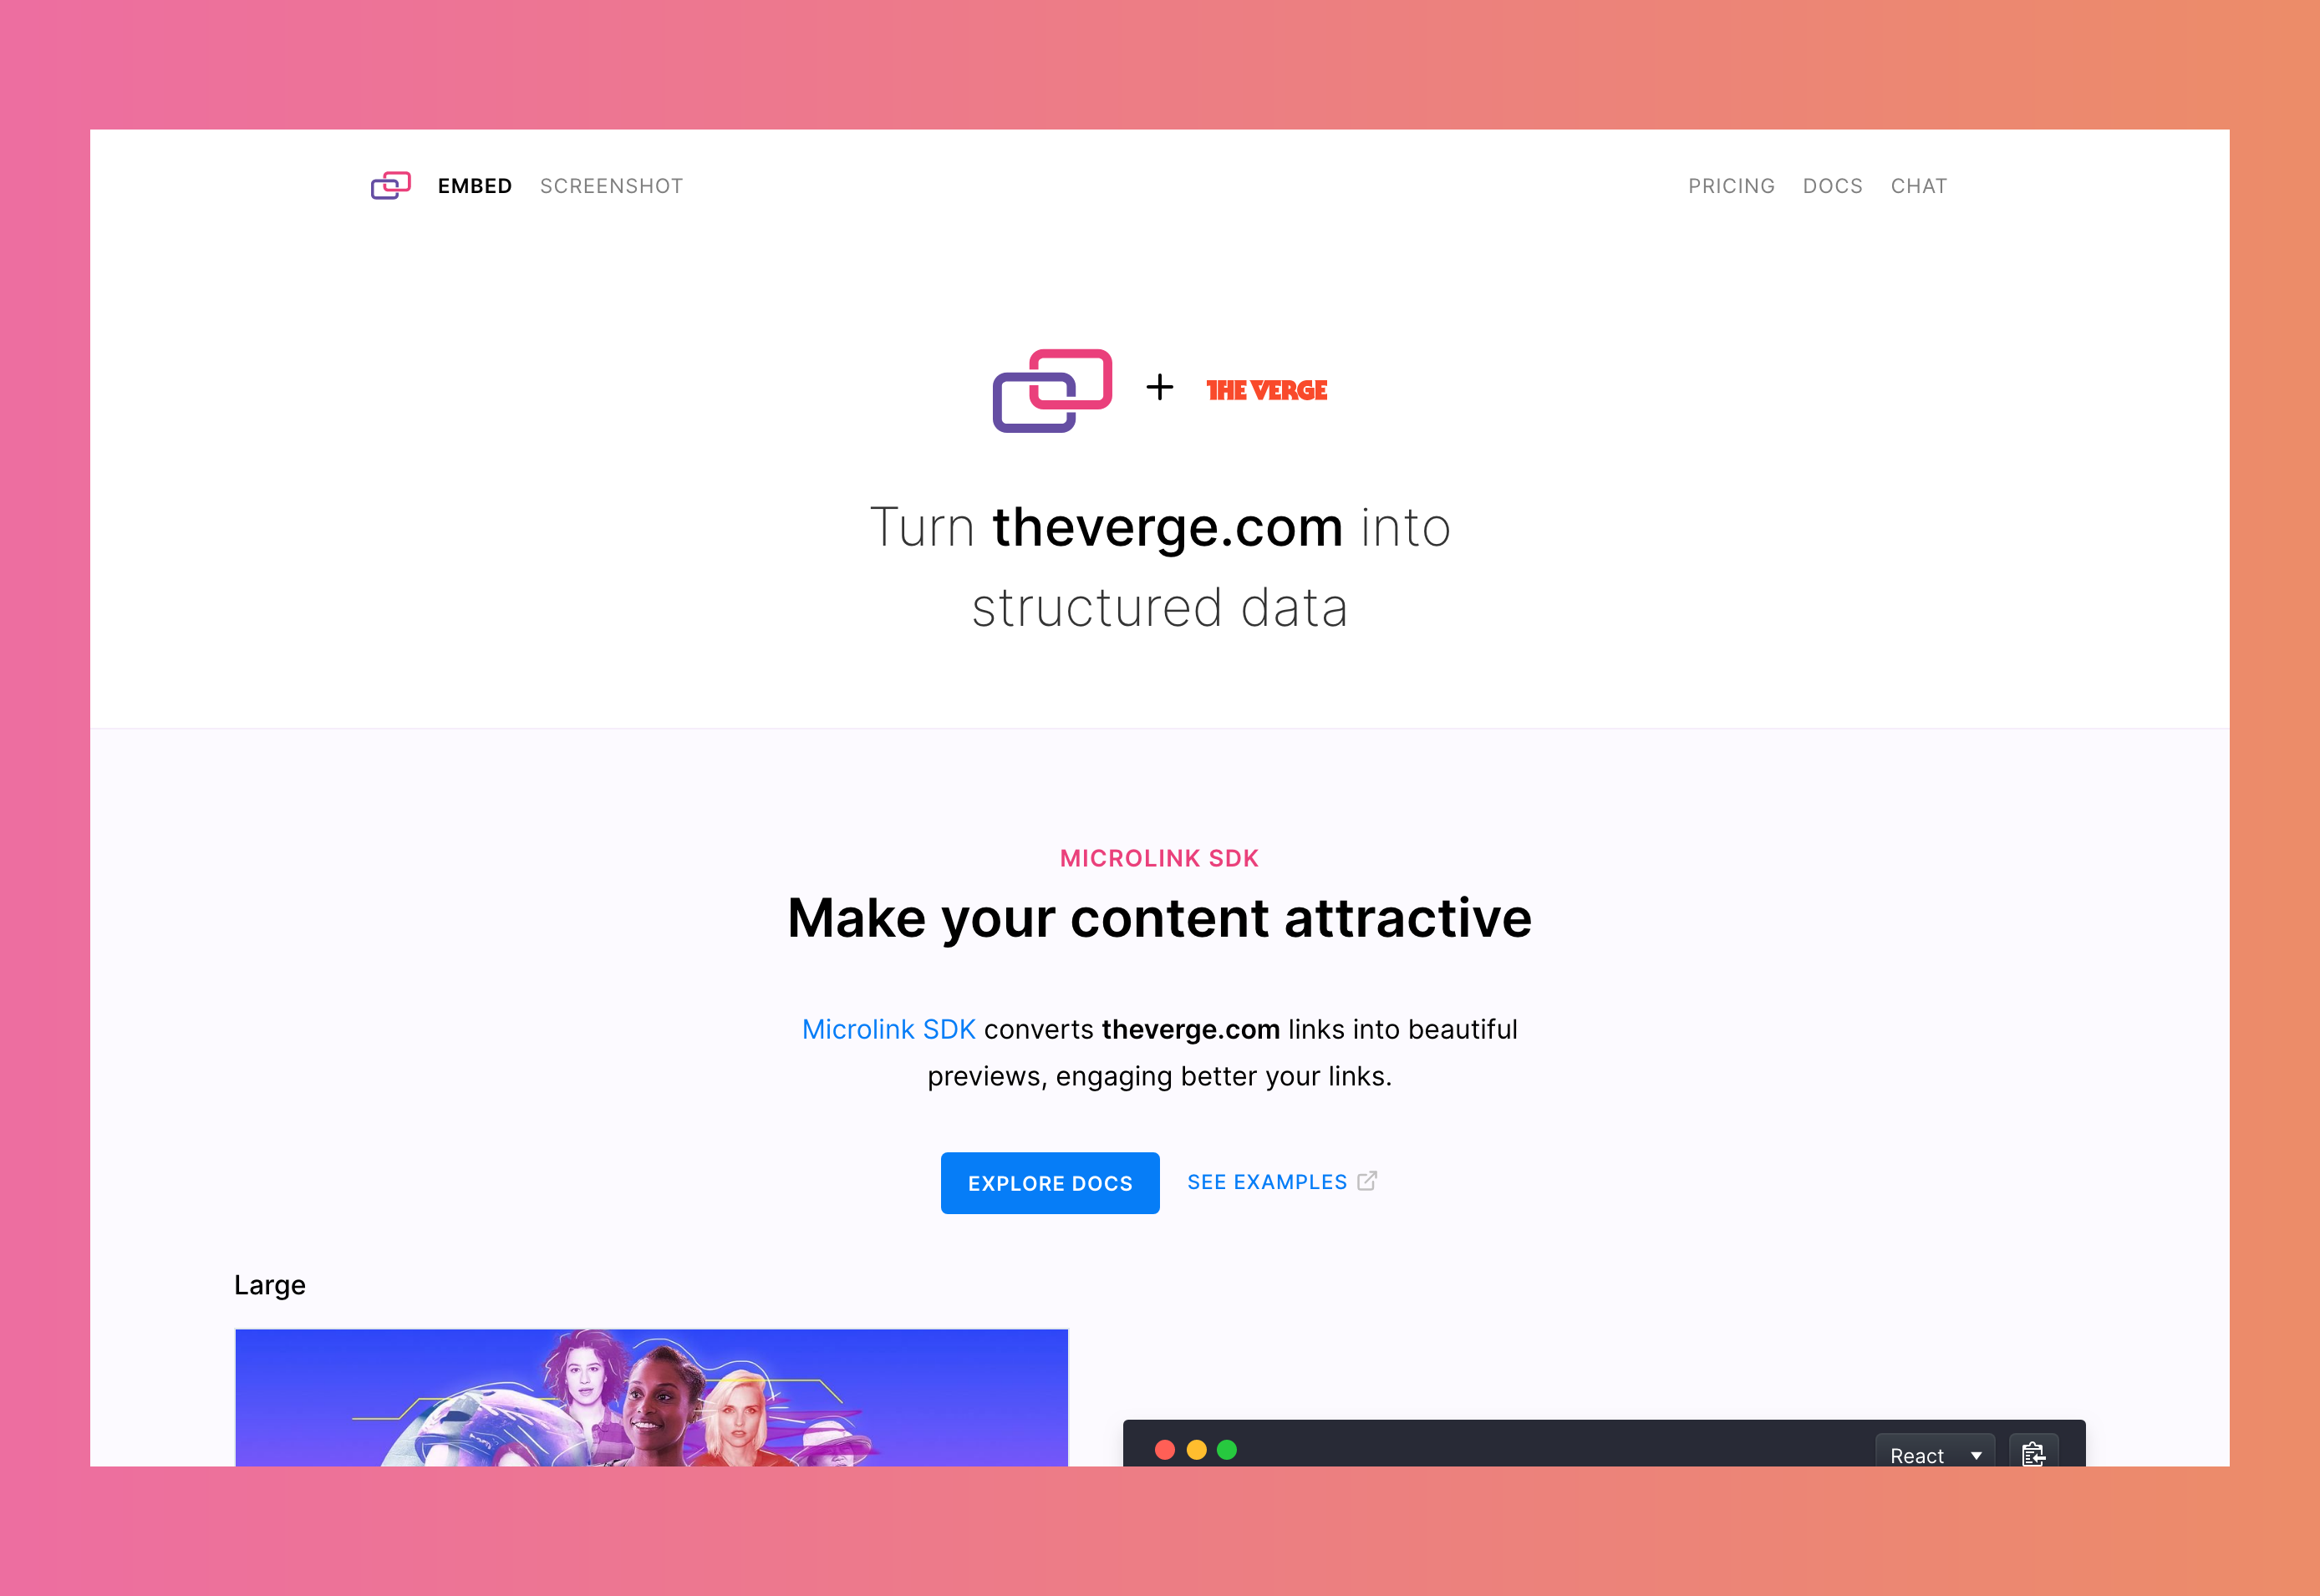 EMBED SCREENSHOT PRICING DOCS CHAT
THE VERGE
Turn theverge.com into
structured data
MICROLINK SDK
Make your content attractive
Microlink SDK converts theverge.com links into beautiful
previews, engaging better your links.
EXPLORE DOCS SEE EXAMPLES
Large
React